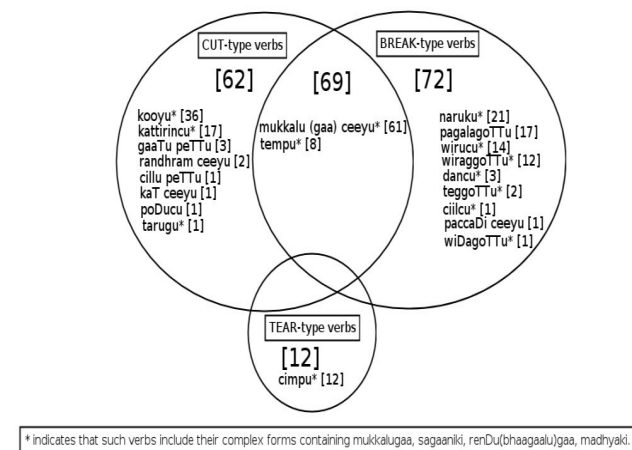 CUT-type verbs
[62]
kooyu* [36]
kattirincu* [17]
gaaTu peTTu [3]
randhram ceeyu [2]
cillu peTTu [1]
kaT ceeyu [1]
poDucu [1]
tarugu* [1]
[69]
mukkalu (gaa) ceeyu* [61]
tempu* [8]
BREAK-type verbs
[72]
naruku* [21]
pagalagoTTu [17]
wirucu* [14]
wiraggoTTu* [12]
dancu* [3]
teggoTTu* [2]
ciilcu* [1]
paccaDi ceeyu [1]
wiDagoTTu* [1]
TEAR-type verbs
[12]
cimpu* [12]
* indicates that such verbs include their complex forms containing mukkalugaa, sagaaniki, renDu(bhaagaalu)gaa, madhyaki.